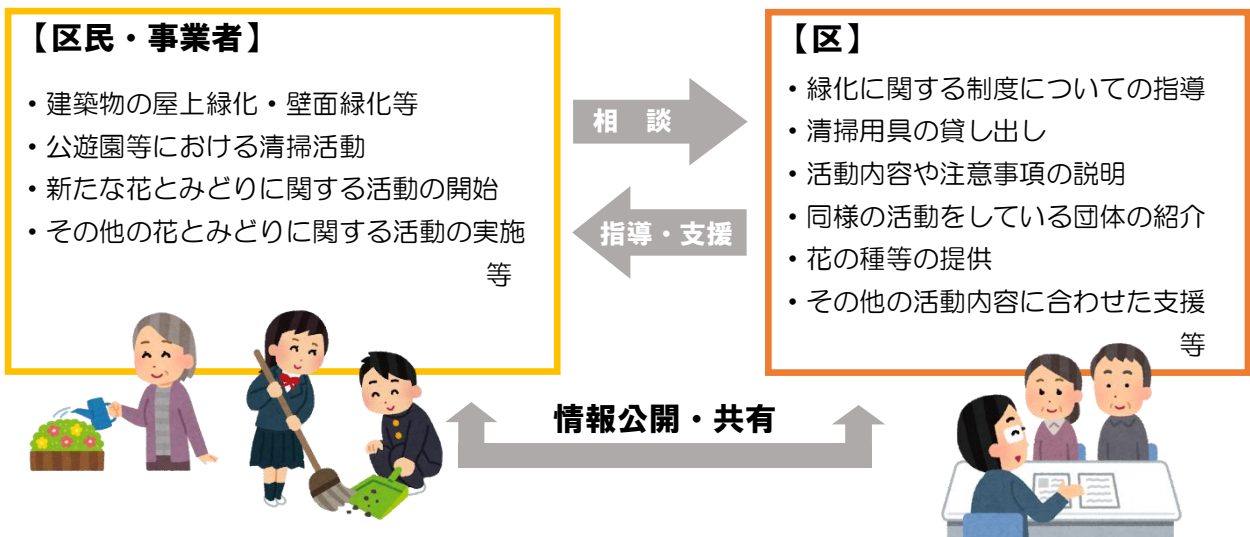 【区民・事業者】
・建築物の屋上緑化・壁面緑化等
・公遊園等における清掃活動
・新たな花とみどりに関する活動の開始
・その他の花とみどりに関する活動の実施
等
相 談
指導・支援
【区】
・緑化に関する制度についての指導
・清掃用具の貸し出し
・活動内容や注意事項の説明
・同様の活動をしている団体の紹介
・花の種等の提供
・その他の活動内容に合わせた支援
等
情報公開・共有